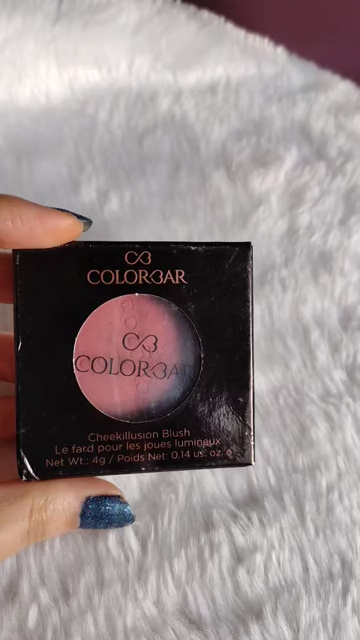 COLORBAR
COLORBAR
Cheekillusion Blush
Le fard pour les joues lumineux
Net Wt.: 4g / Poids Net: 0.14 us. oz. e